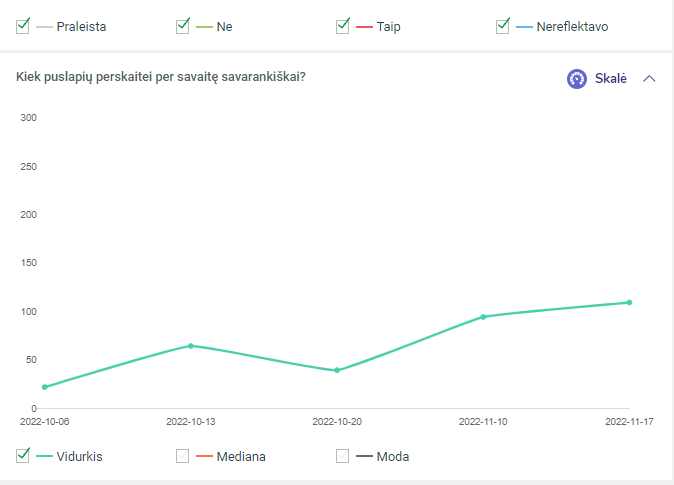 Praleista Ne Taip Nereflektavo
Kiek puslapių perskaitei per savaitę savarankiškai? Skalė
300
250
200
150
100
50
0
2022-10-06 2022-10-13 2022-10-20 2022-11-10 2022-11-17
Vidurkis Mediana Moda